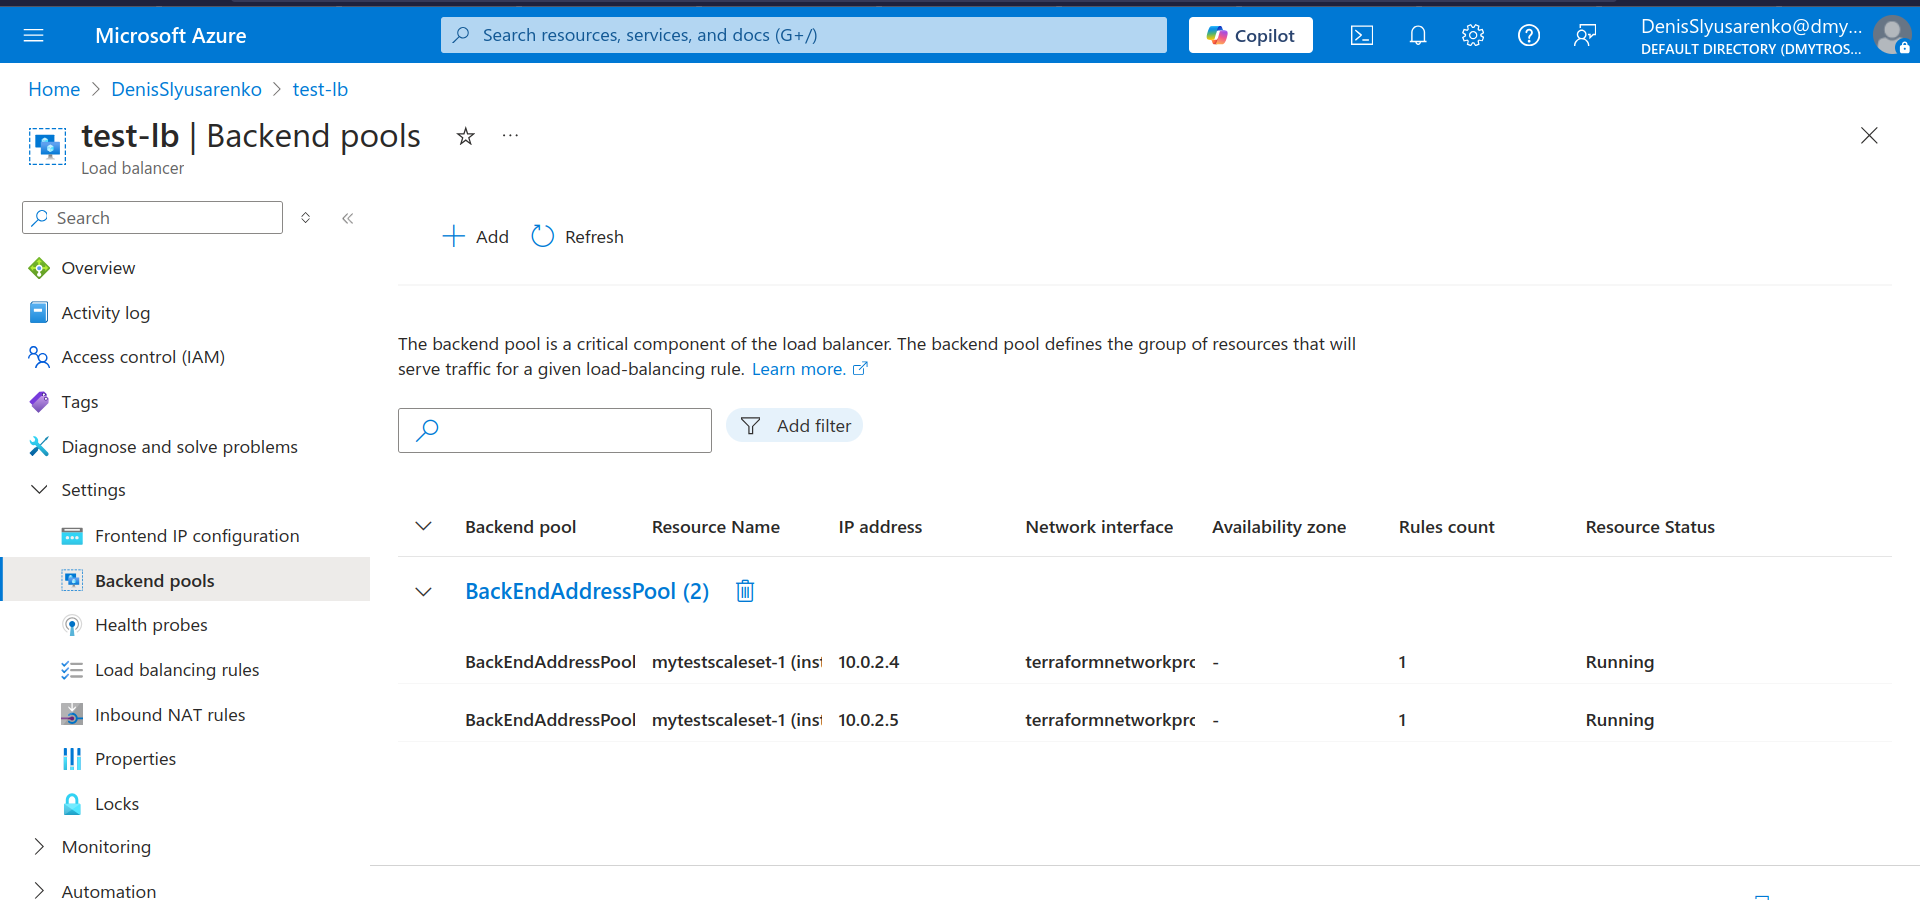 Microsoft Azure
Search resources, services, and docs (G+/)
Copilot
DenisSlyusarenko@dmy...
DEFAULT DIRECTORY (DMYTROS...
Home > DenisSlyusarenko > test-lb
test-lb | Backend pools
Load balancer
Search
Overview
Activity log
Access control (IAM)
Tags
Diagnose and solve problems
Settings
Frontend IP configuration
Backend pools
Health probes
Load balancing rules
Inbound NAT rules
Properties
Locks
Monitoring
Automation
Add
Refresh
The backend pool is a critical component of the load balancer. The backend pool defines the group of resources that will
serve traffic for a given load-balancing rule. Learn more.
Add filter
Backend pool Resource Name IP address Network interface Availability zone Rules count Resource Status
BackEndAddressPool (2)
BackEndAddressPool mytestscaleset-1 (inst 10.0.2.4 terraformnetworkpro - 1 Running
BackEndAddressPool mytestscaleset-1 (inst 10.0.2.5 terraformnetworkpro - 1 Running